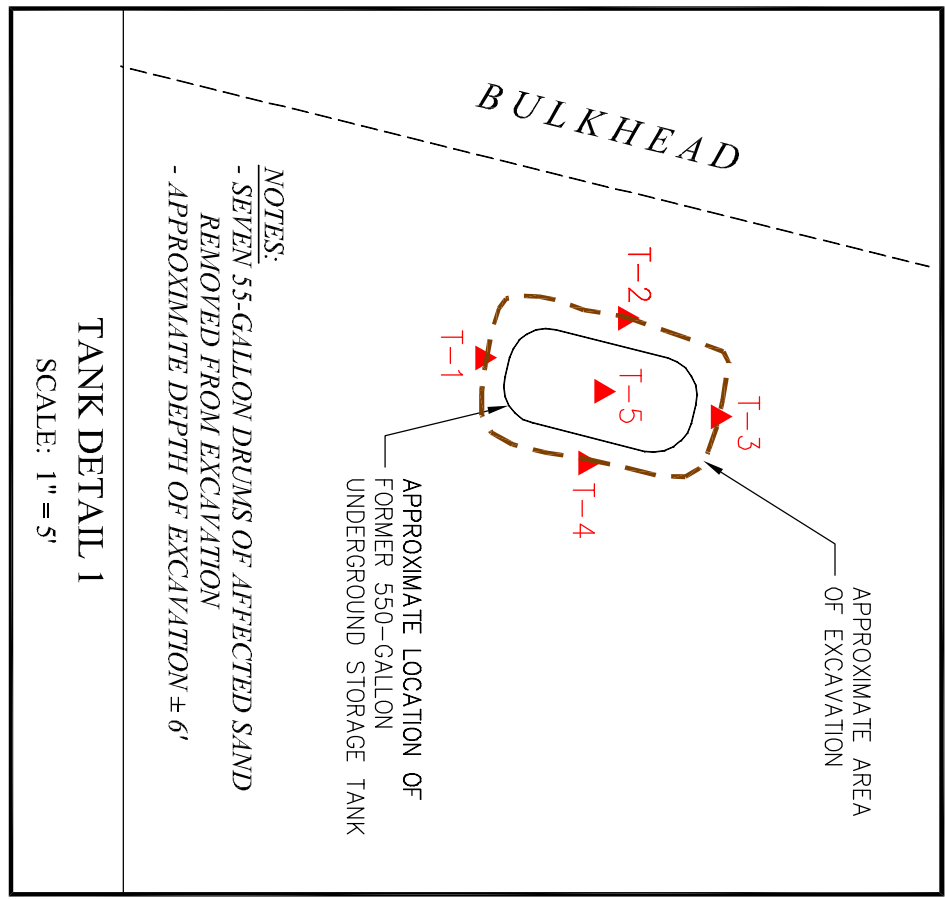 BULKHEAD
T-3
T-2
T-5
T-4
T-1
APPROXIMATE AREA
OF EXCAVATION
APPROXIMATE LOCATION OF
FORMER 550-GALLON
UNDERGROUND STORAGE TANK
NOTES:
- SEVEN 55-GALLON DRUMS OF AFFECTED SAND
REMOVED FROM EXCAVATION
- APPROXIMATE DEPTH OF EXCAVATION ± 6'
TANK DETAIL 1
SCALE: 1" = 5'